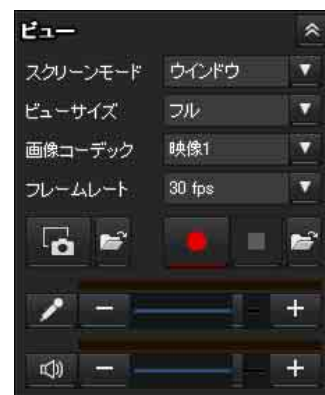 ビュー
スクリーンモード ウインドウ
ビューサイズ フル
画像コーデック 映像1
フレームレート 30 fps